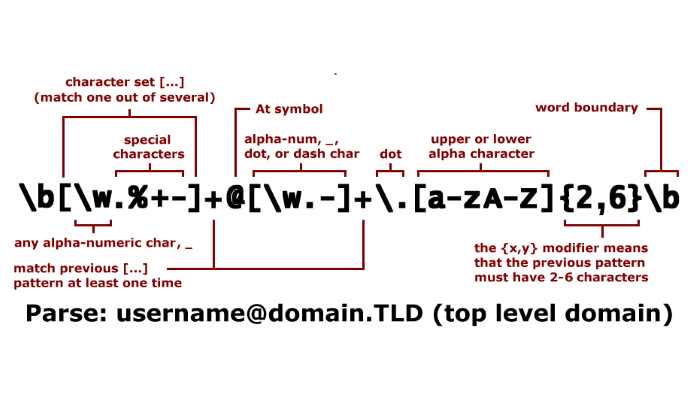 character set [...]
(match one out of several)
At symbol
word boundary
special
characters
alpha-num, _,
dot, or dash char
dot
upper or lower
alpha character
\b[\w.%+-]+@[\w.-]+\.[a-zA-Z]{2,6}\b
any alpha-numeric char, _
match previous [...]
pattern at least one time
the {x,y} modifier means
that the previous pattern
must have 2-6 characters
Parse: username@domain.TLD (top level domain)